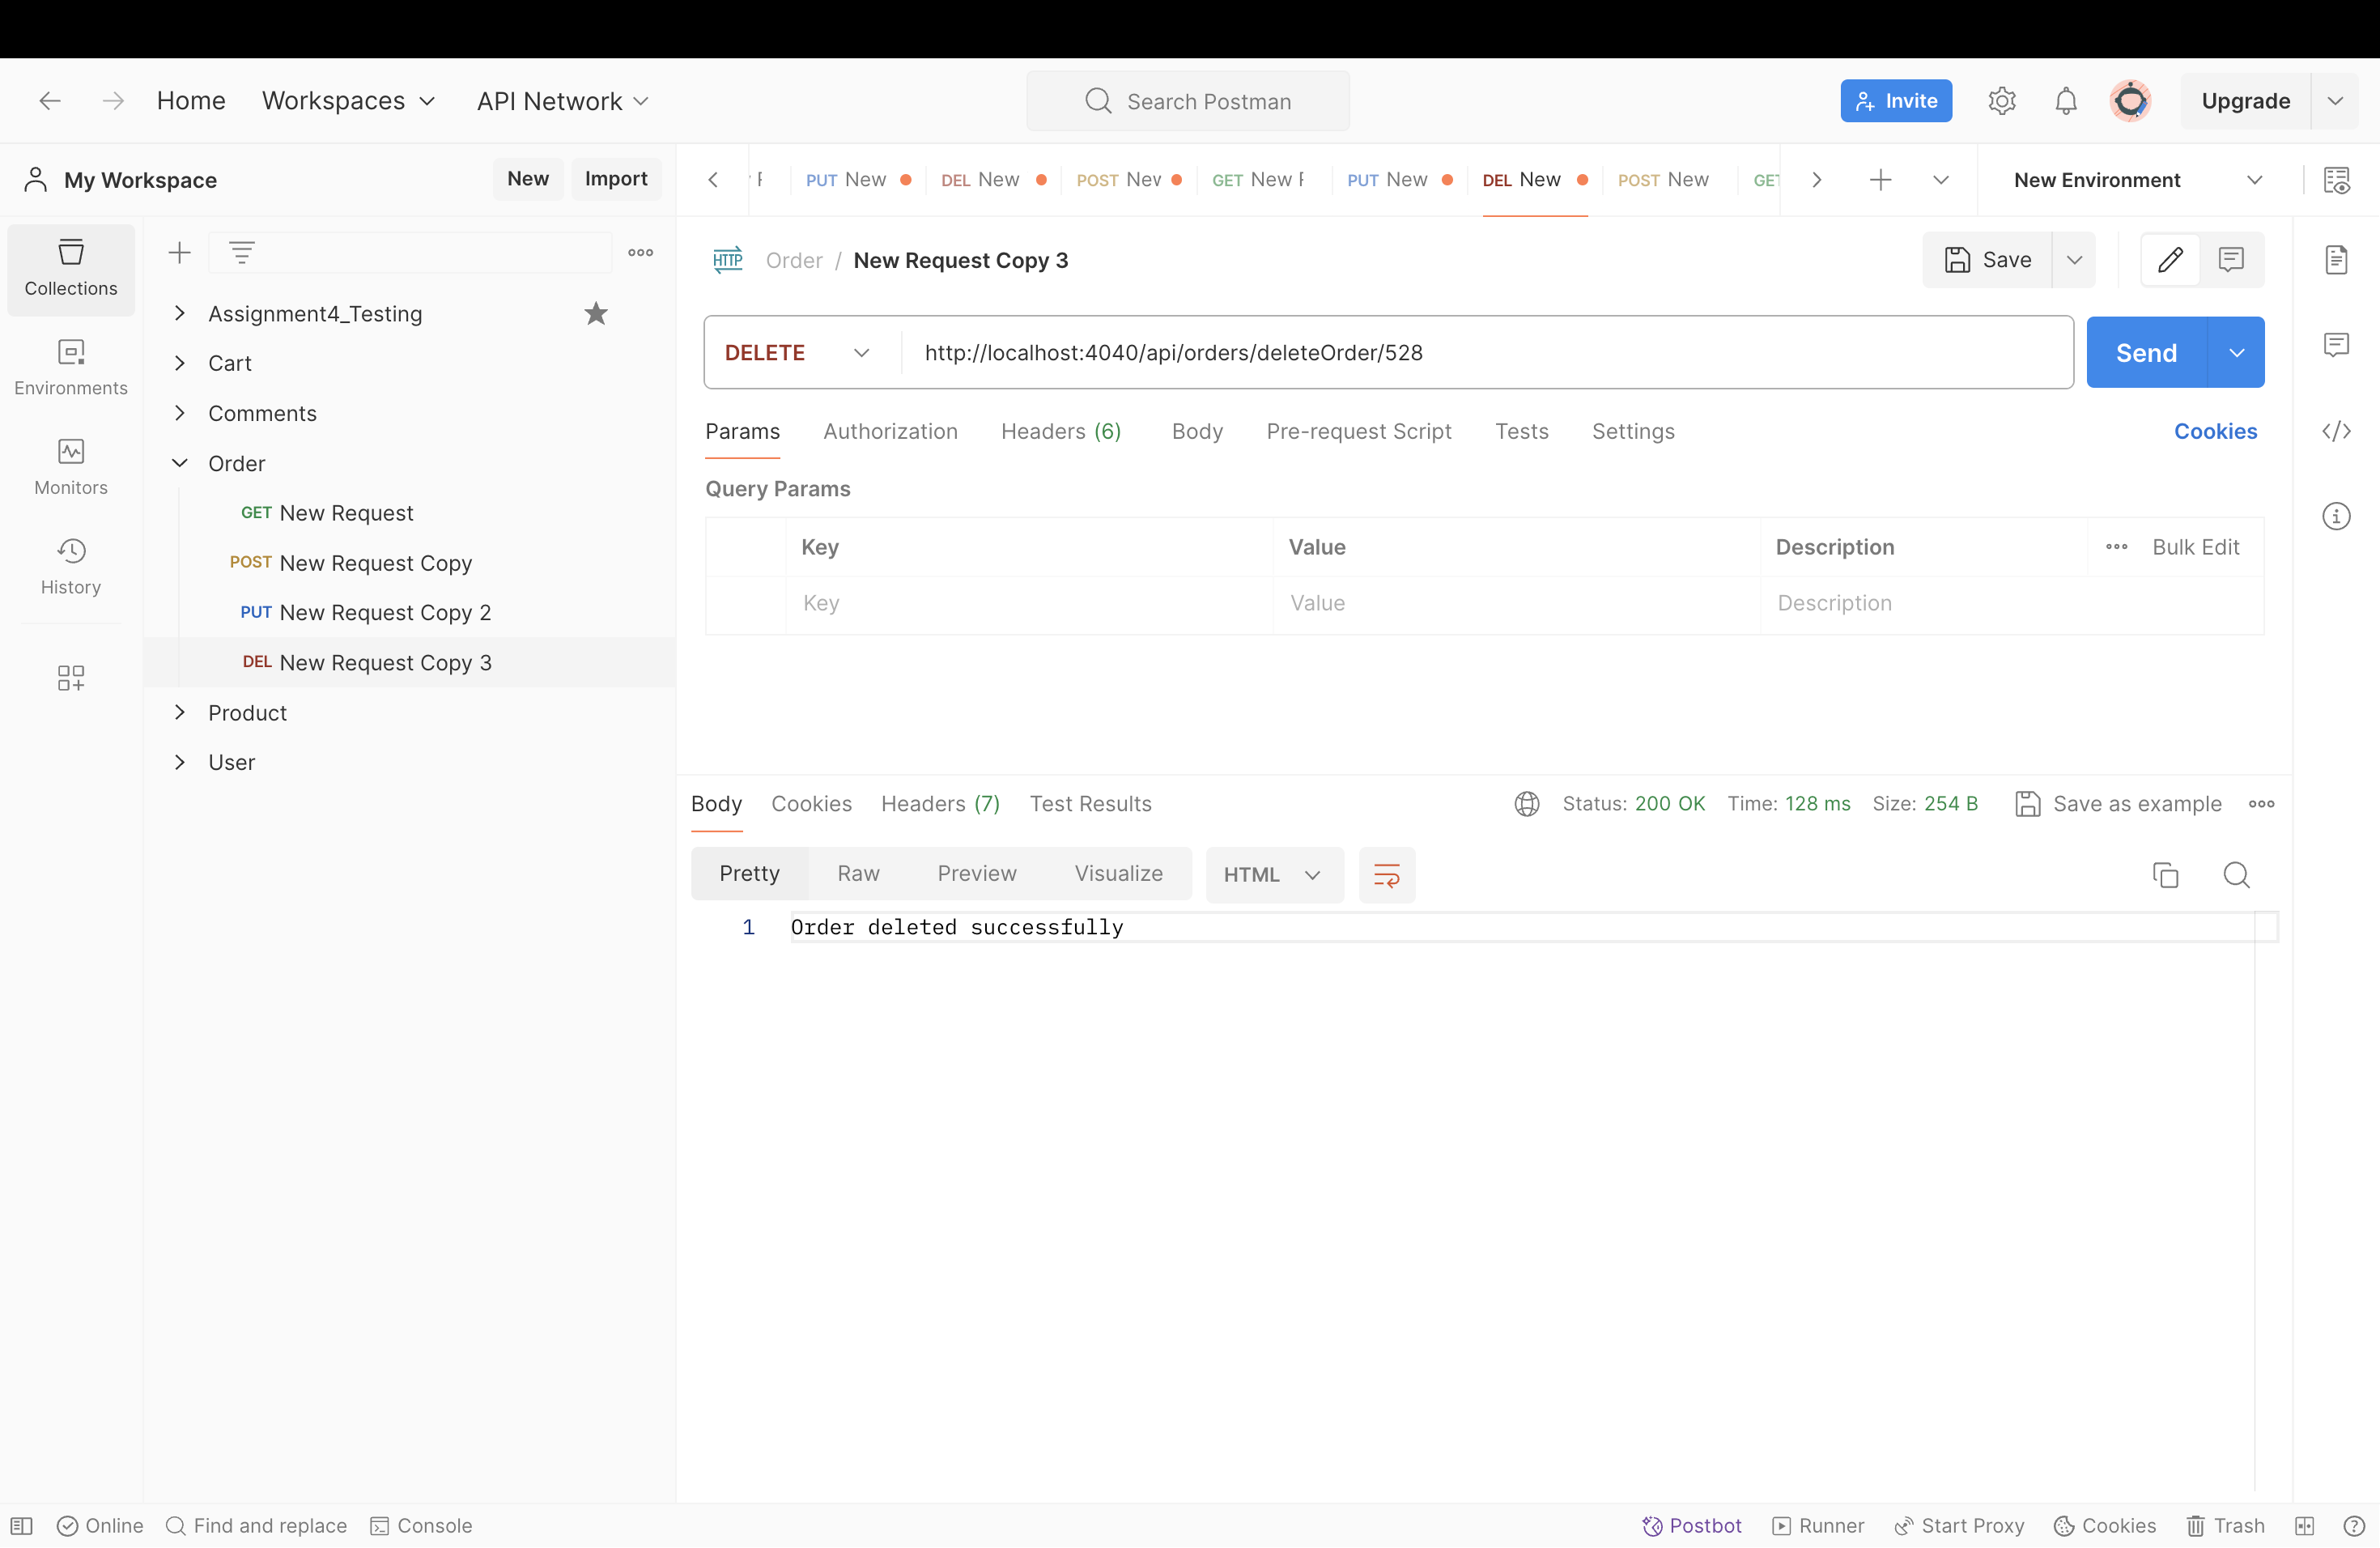 Home Workspaces API Network Search Postman Invite Upgrade
My Workspace New Import PUT New DEL New POST New GET New PUT New DEL New POST New GET New Environment
Collections
Environments
Monitors
History
Assignment4_Testing
Cart
Comments
Order
GET New Request
POST New Request Copy
PUT New Request Copy 2
DEL New Request Copy 3
Product
User
HTTP Order / New Request Copy 3 Save
DELETE http://localhost:4040/api/orders/deleteOrder/528 Send
Params Authorization Headers (6) Body Pre-request Script Tests Settings Cookies
Query Params
Key Value Description Bulk Edit
Key Value Description
Body Cookies Headers (7) Test Results Status: 200 OK Time: 128 ms Size: 254 B Save as example
Pretty Raw Preview Visualize HTML
1 Order deleted successfully
Online Find and replace Console Postbot Runner Start Proxy Cookies Trash